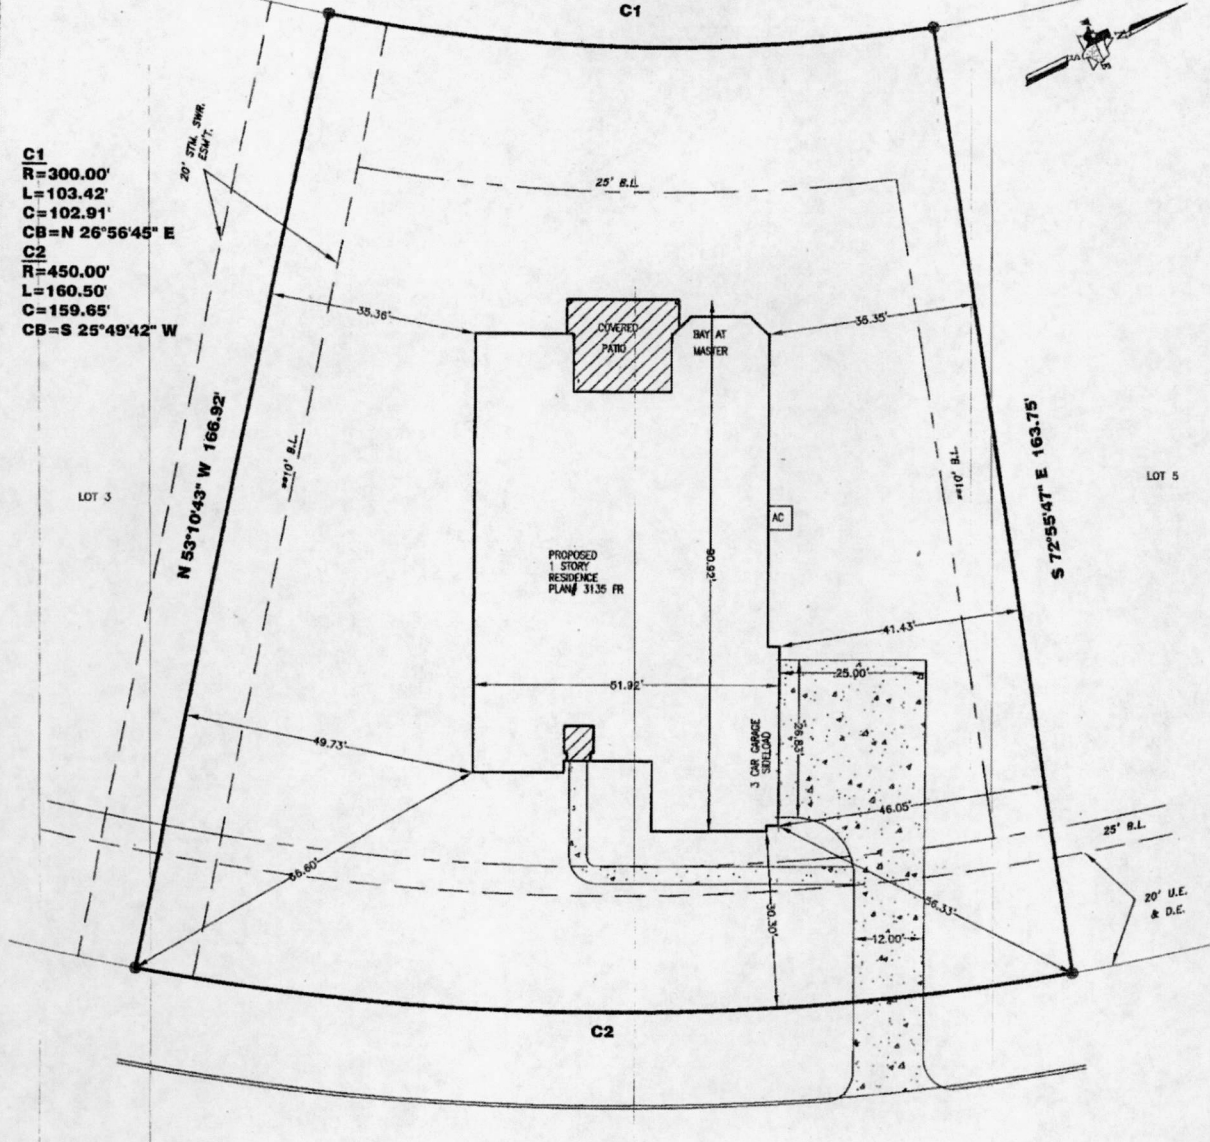 C1
20' STM. SWR.
ESM'T.
C1
R=300.00'
L=103.42'
C=102.91'
CB=N 26°56'45" E
C2
R=450.00'
L=160.50'
C=159.65'
CB=S 25°49'42" W
25' B.L.
N
S
35.36'
COVERED
PATIO
BAY AT
MASTER
35.35'
N 53°10'43" W 166.92'
**10' B.L.
**10' B.L.
S 72°55'47" E 163.75'
LOT 3
LOT 5
AC
PROPOSED
1 STORY
RESIDENCE
PLAN# 3135 FR
90.92'
41.43'
25.00'
51.92'
49.73'
3 CAR GARAGE
SIDELOAD
46.05'
25' B.L.
56.33'
30.30'
12.00'
20' U.E.
& D.E.
C2